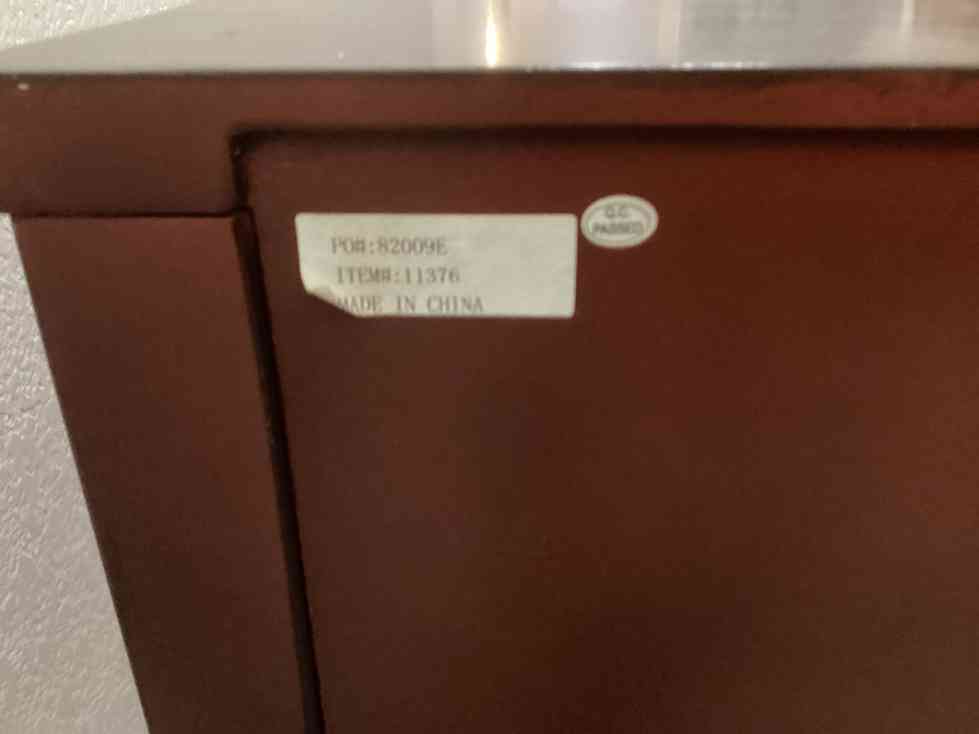 PO#:82009E
ITEM#:11376
MADE IN CHINA
Q.C.
PASSED